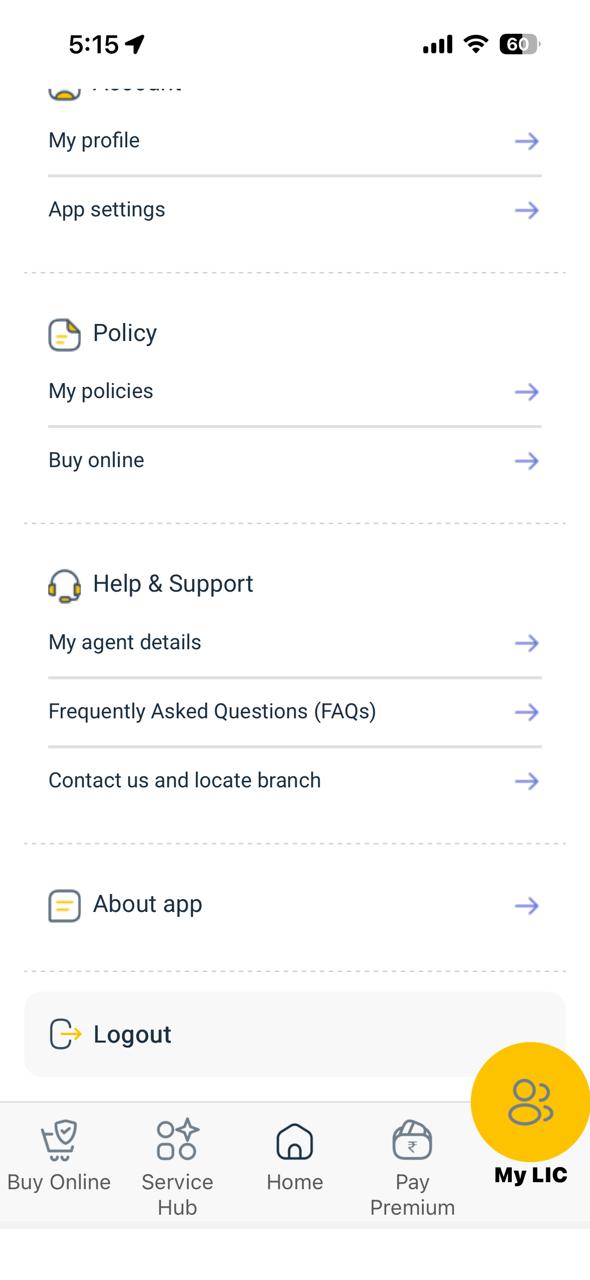 5:15
60
My profile
App settings
Policy
My policies
Buy online
Help & Support
My agent details
Frequently Asked Questions (FAQs)
Contact us and locate branch
About app
Logout
₹
Buy Online
Service
Hub
Home
Pay
Premium
My LIC